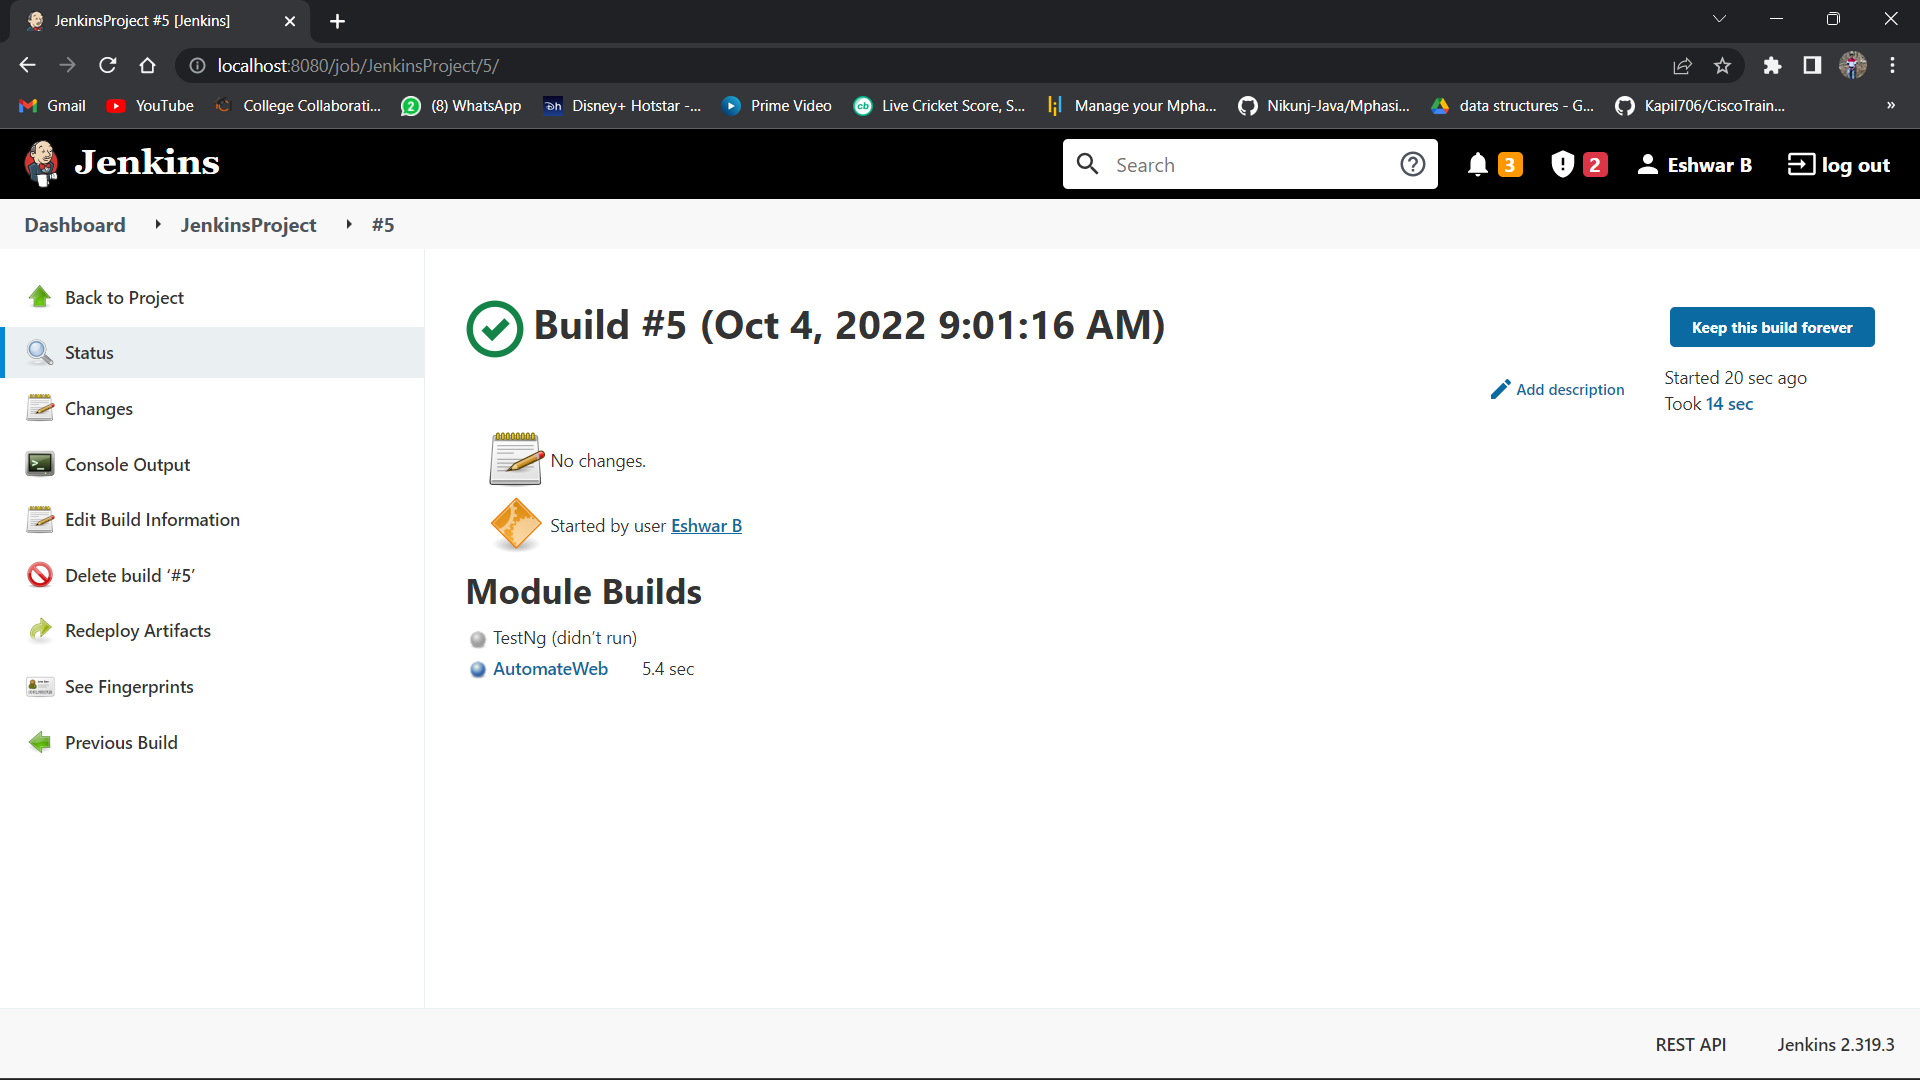 JenkinsProject #5 [Jenkins]
localhost:8080/job/JenkinsProject/5/
Gmail YouTube College Collaborati... (8) WhatsApp Disney+ Hotstar -... Prime Video Live Cricket Score, S... Manage your Mpha... Nikunj-Java/Mphasi... data structures - G... Kapil706/CiscoTrain... »
Jenkins Search 3 2 Eshwar B log out
Dashboard JenkinsProject #5
Back to Project
Status
Changes
Console Output
Edit Build Information
Delete build ‘#5’
Redeploy Artifacts
See Fingerprints
Previous Build
Build #5 (Oct 4, 2022 9:01:16 AM)
Keep this build forever
Add description
Started 20 sec ago
Took 14 sec
No changes.
Started by user Eshwar B
Module Builds
TestNg (didn’t run)
AutomateWeb 5.4 sec
REST API Jenkins 2.319.3